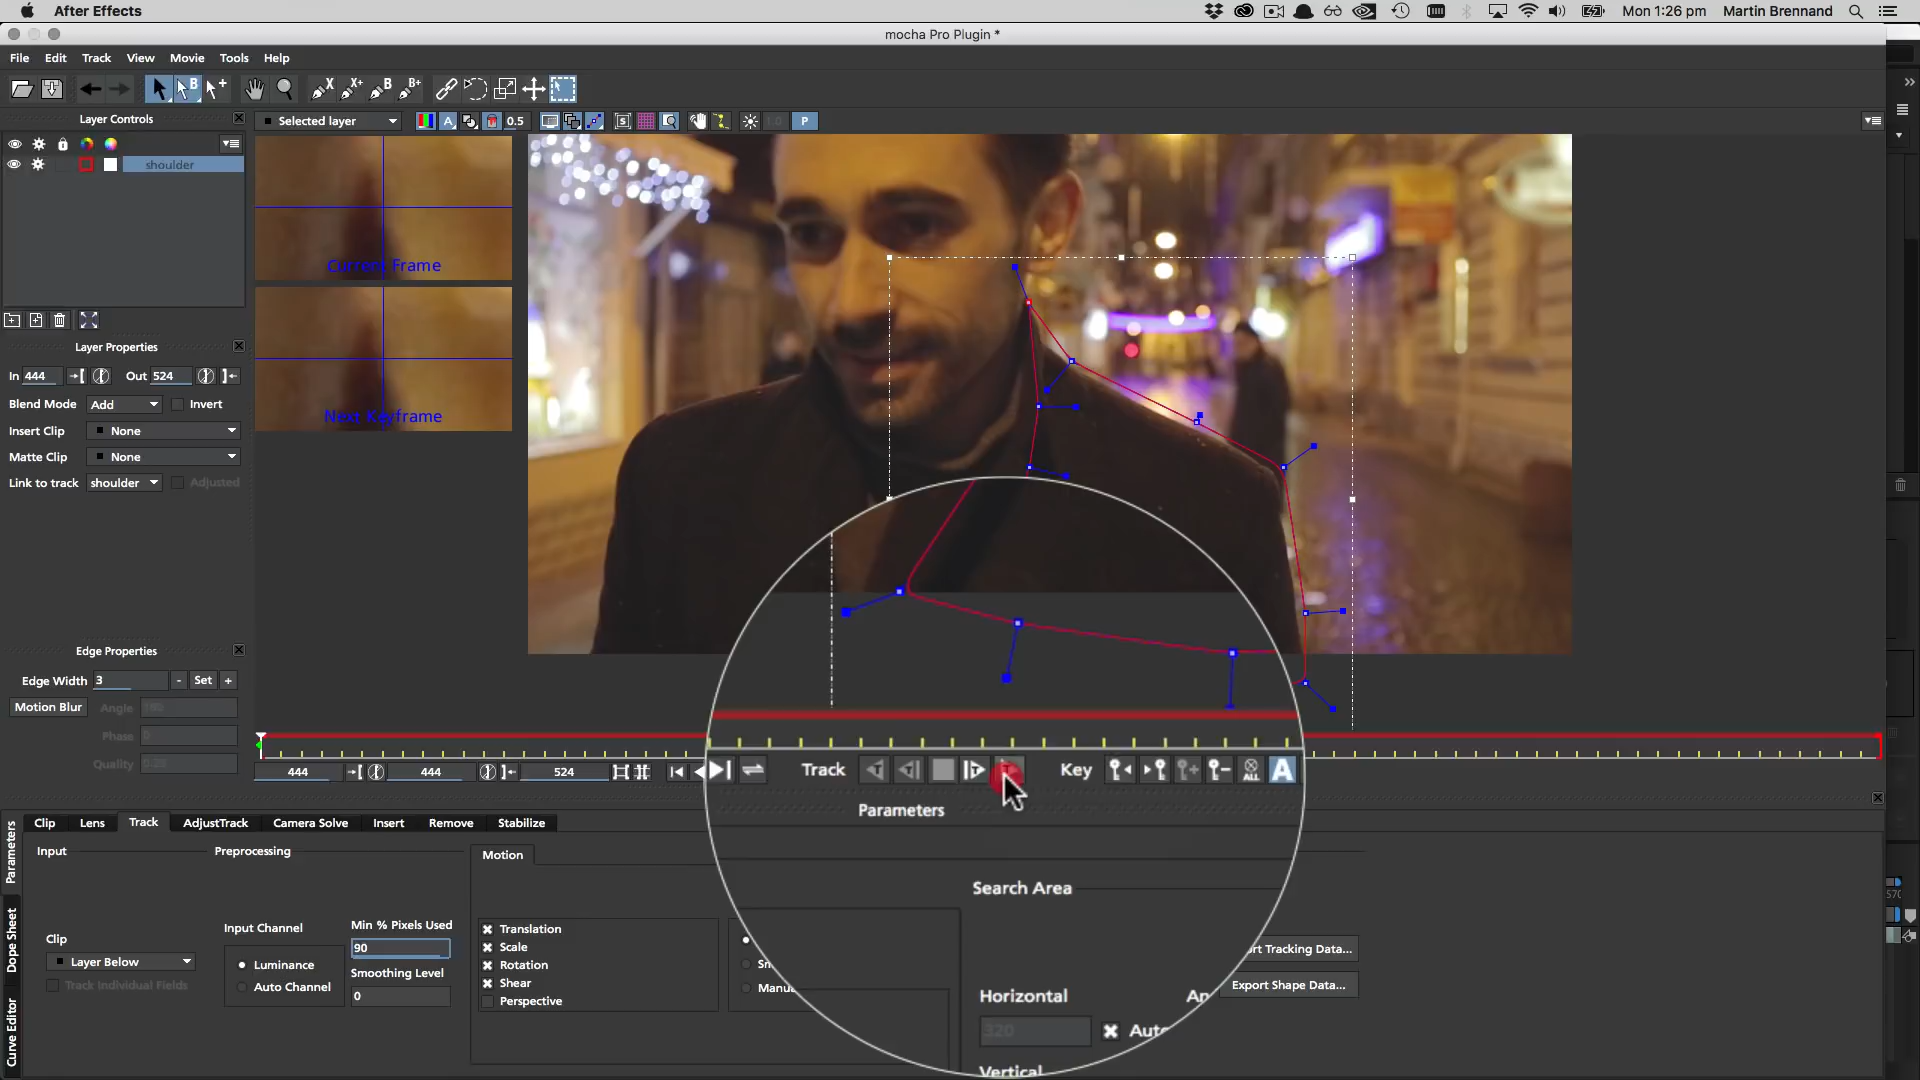 After Effects
Mon 1:26 pm
Martin Brennand
mocha Pro Plugin *
File Edit Track View Movie Tools Help
Layer Controls
Selected layer
0.5
1.0
P
shoulder
Current Frame
Next Keyframe
Layer Properties
In 444
Out 524
Blend Mode Add Invert
Insert Clip None
Matte Clip None
Link to track shoulder Adjusted
Edge Properties
Edge Width 3 - Set +
Motion Blur Angle 180
Phase 0
Quality 0.25
444 444 524
Track
Key
ALL
A
Parameters
Clip Lens Track AdjustTrack Camera Solve Insert Remove Stabilize
Parameters
Dope Sheet
Curve Editor
Input
Clip
Layer Below
Track Individual Fields
Preprocessing
Input Channel
Luminance
Auto Channel
Min % Pixels Used
90
Smoothing Level
0
Motion
Translation
Scale
Rotation
Shear
Perspective
Manu
Search Area
Horizontal
320
Auto
An
Vertical
rt Tracking Data...
Export Shape Data...
570